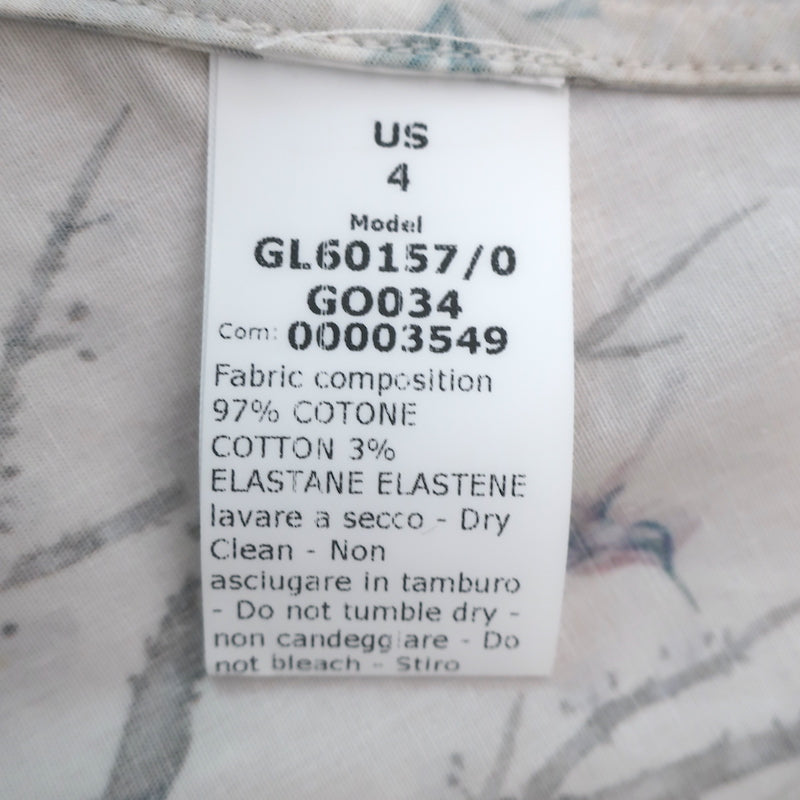 US
4
Model
GL60157/0
GO034
Com: 00003549
Fabric composition
97% COTONE
COTTON 3%
ELASTANE ELASTENE
lavare a secco - Dry
Clean - Non
asciugare in tamburo
- Do not tumble dry -
non candeggiare - Do
not bleach - Stiro